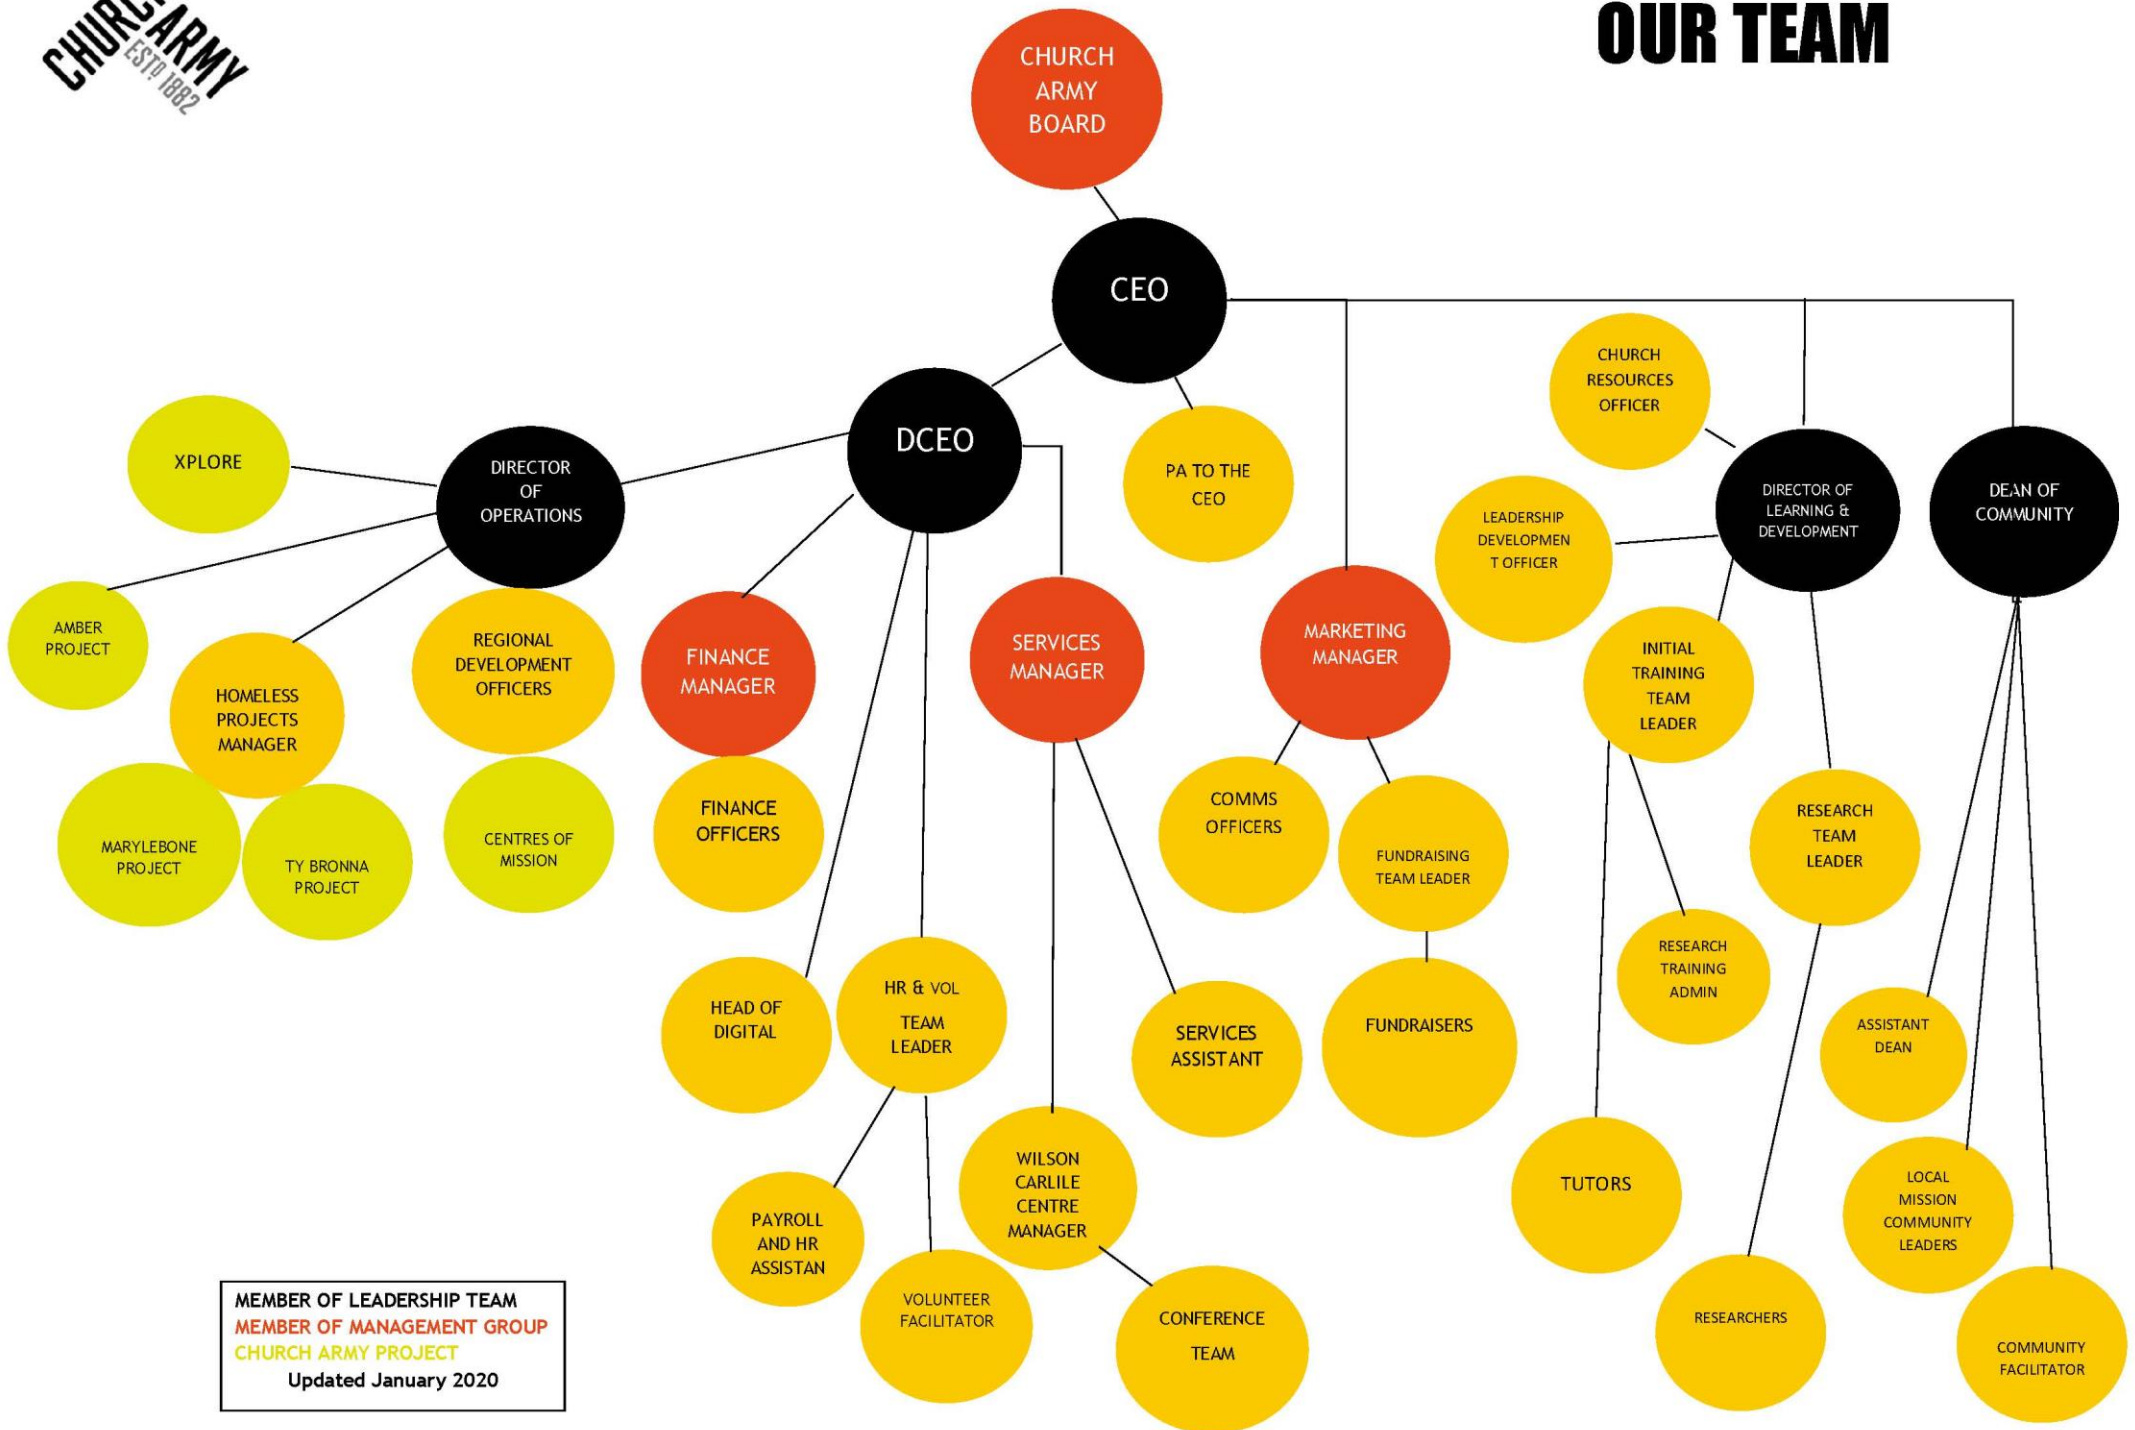 CHURCH
ARMY
ESTD 1882
OUR TEAM
CHURCH
ARMY
BOARD
CEO
DCEO
PA TO THE
CEO
XPLORE
DIRECTOR
OF
OPERATIONS
AMBER
PROJECT
HOMELESS
PROJECTS
MANAGER
REGIONAL
DEVELOPMENT
OFFICERS
MARYLEBONE
PROJECT
TY BRONNA
PROJECT
CENTRES OF
MISSION
FINANCE
MANAGER
FINANCE
OFFICERS
HEAD OF
DIGITAL
HR & VOL
TEAM
LEADER
PAYROLL
AND HR
ASSISTAN
VOLUNTEER
FACILITATOR
SERVICES
MANAGER
SERVICES
ASSISTANT
WILSON
CARLILE
CENTRE
MANAGER
CONFERENCE
TEAM
MARKETING
MANAGER
COMMS
OFFICERS
FUNDRAISING
TEAM LEADER
FUNDRAISERS
CHURCH
RESOURCES
OFFICER
LEADERSHIP
DEVELOPMEN
T OFFICER
DIRECTOR OF
LEARNING &
DEVELOPMENT
INITIAL
TRAINING
TEAM
LEADER
RESEARCH
TEAM
LEADER
RESEARCH
TRAINING
ADMIN
TUTORS
RESEARCHERS
DEAN OF
COMMUNITY
ASSISTANT
DEAN
LOCAL
MISSION
COMMUNITY
LEADERS
COMMUNITY
FACILITATOR
MEMBER OF LEADERSHIP TEAM
MEMBER OF MANAGEMENT GROUP
CHURCH ARMY PROJECT
Updated January 2020